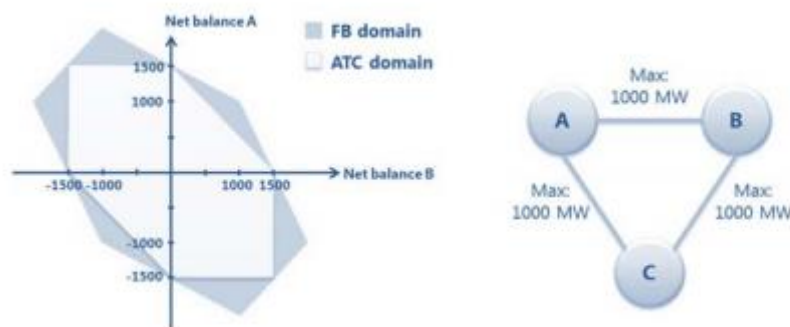 Net balance A
FB domain
ATC domain
1500
1000
-1500 -1000
1000 1500
Net balance B
-1000
-1500
Max:
1000 MW
A
B
Max:
1000 MW
Max:
1000 MW
C